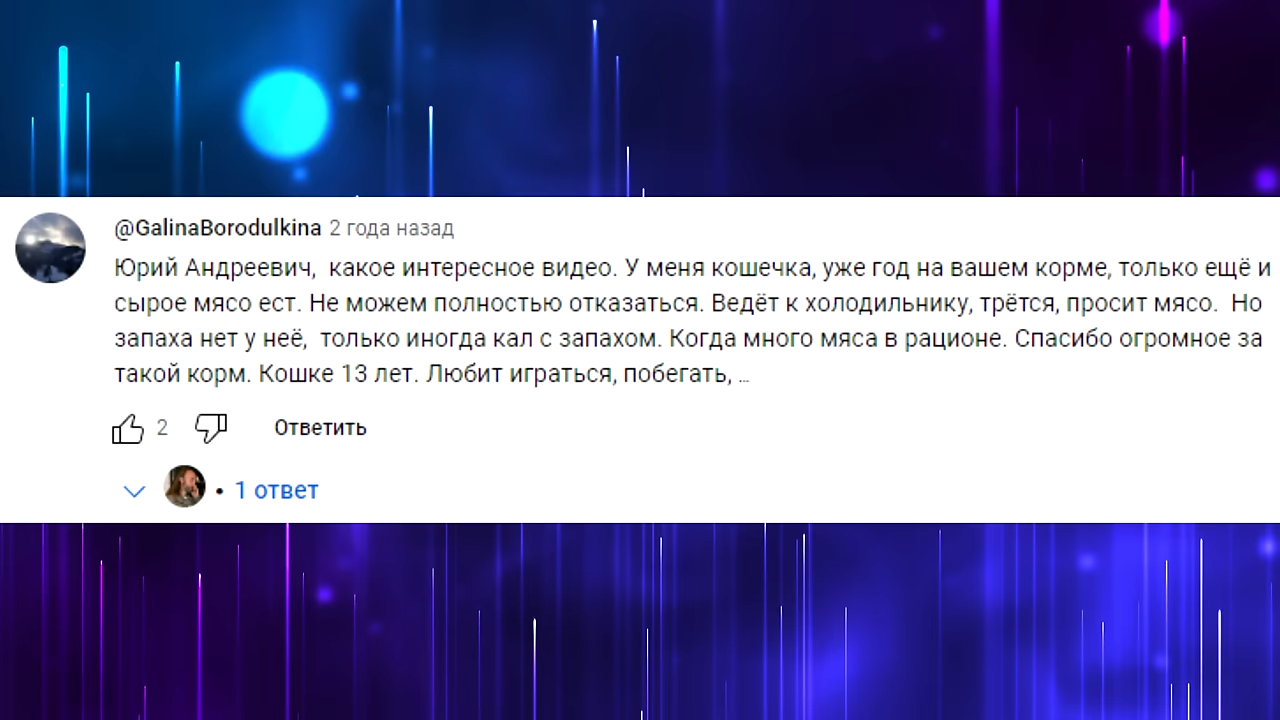 @GalinaBorodulkina 2 года назад
Юрий Андреевич,  какое интересное видео. У меня кошечка, уже год на вашем корме, только ещё и
сырое мясо ест. Не можем полностью отказаться. Ведёт к холодильнику, трётся, просит мясо.  Но
запаха нет у неё,  только иногда кал с запахом. Когда много мяса в рационе. Спасибо огромное за
такой корм. Кошке 13 лет. Любит играться, побегать, ...
2 Ответить
• 1 ответ